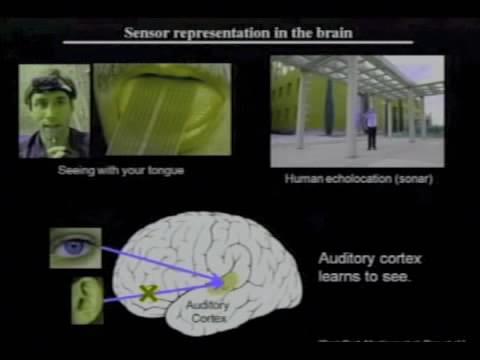 Sensor representation in the brain
Seeing with your tongue
Human echolocation (sonar)
Auditory cortex
learns to see.
Auditory
Cortex